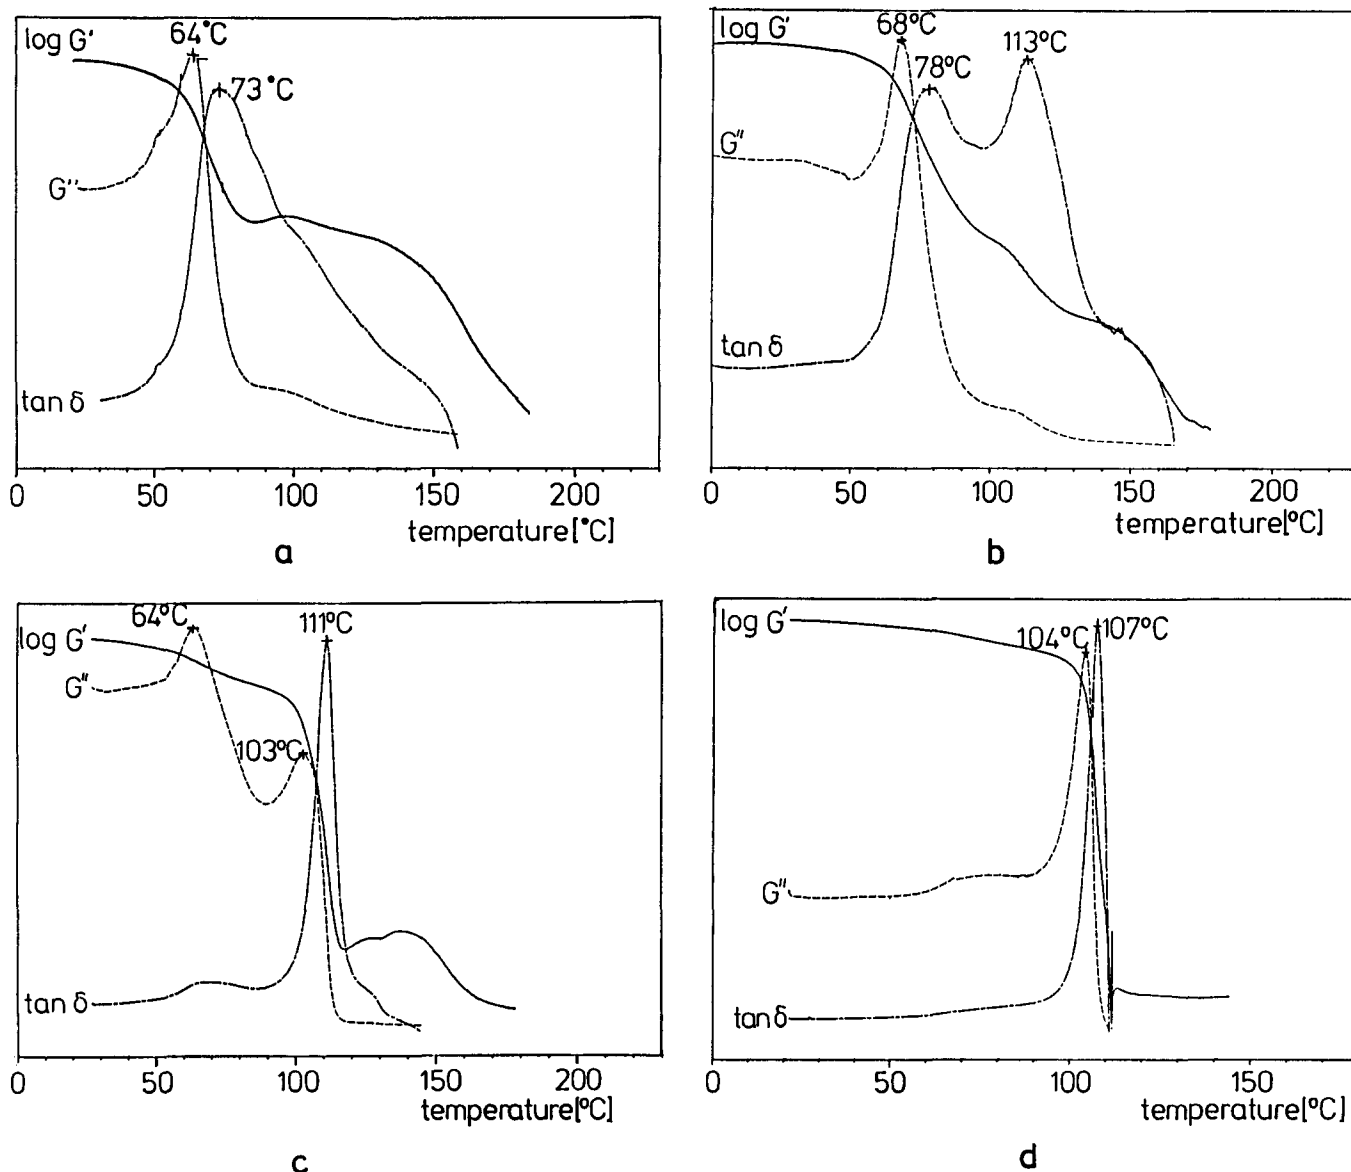 log G'
64°C
73°C
G''
tan δ
0 50 100 150 200
temperature[°C]
a
log G'
68°C
78°C
113°C
G''
tan δ
0 50 100 150 200
temperature[°C]
b
64°C
111°C
log G'
G''
103°C
tan δ
0 50 100 150 200
temperature[°C]
c
log G'
104°C
107°C
G''
tan δ
0 50 100 150
temperature[°C]
d